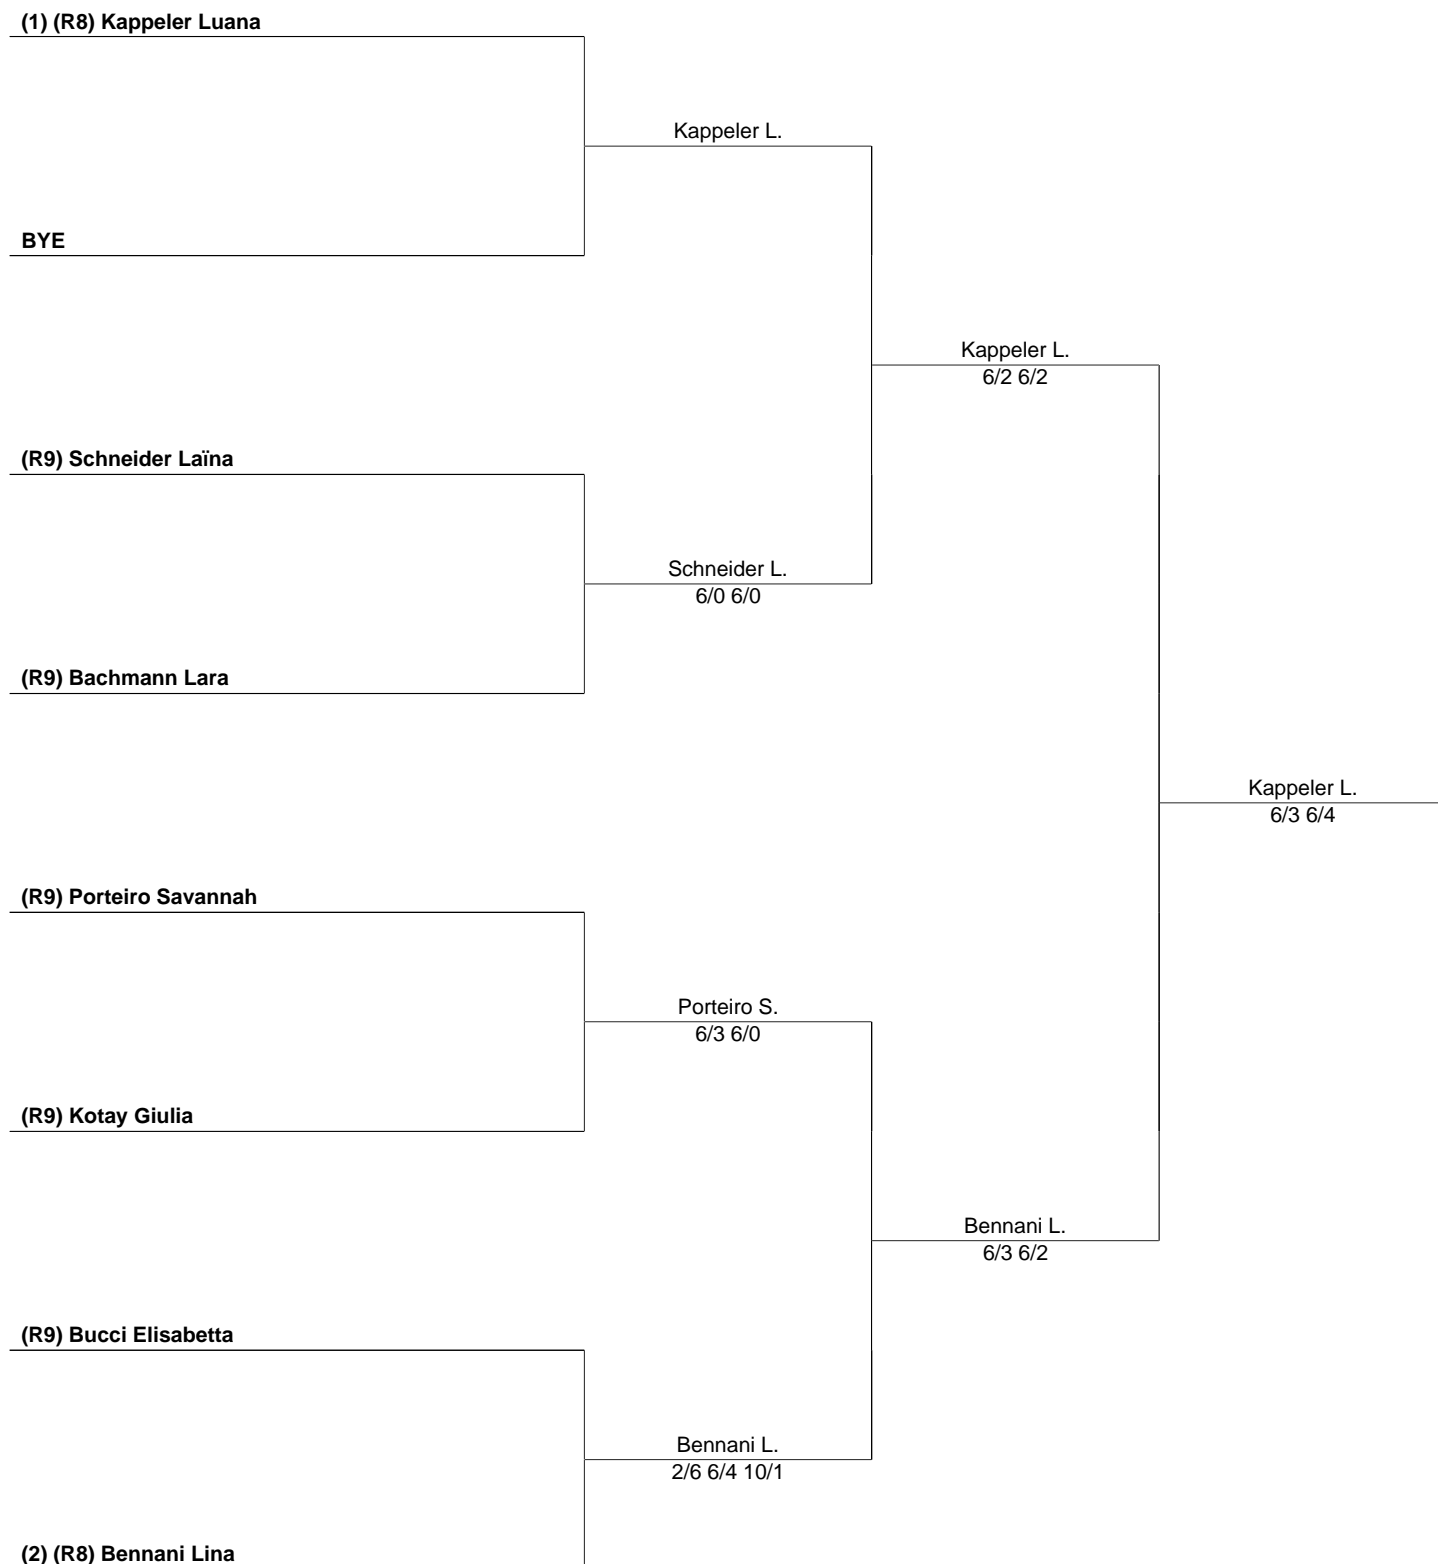 (1) (R8) Kappeler Luana
Kappeler L.
BYE
Kappeler L.
6/2 6/2
(R9) Schneider Laïna
Schneider L.
6/0 6/0
(R9) Bachmann Lara
Kappeler L.
6/3 6/4
(R9) Porteiro Savannah
Porteiro S.
6/3 6/0
(R9) Kotay Giulia
Bennani L.
6/3 6/2
(R9) Bucci Elisabetta
Bennani L.
2/6 6/4 10/1
(2) (R8) Bennani Lina